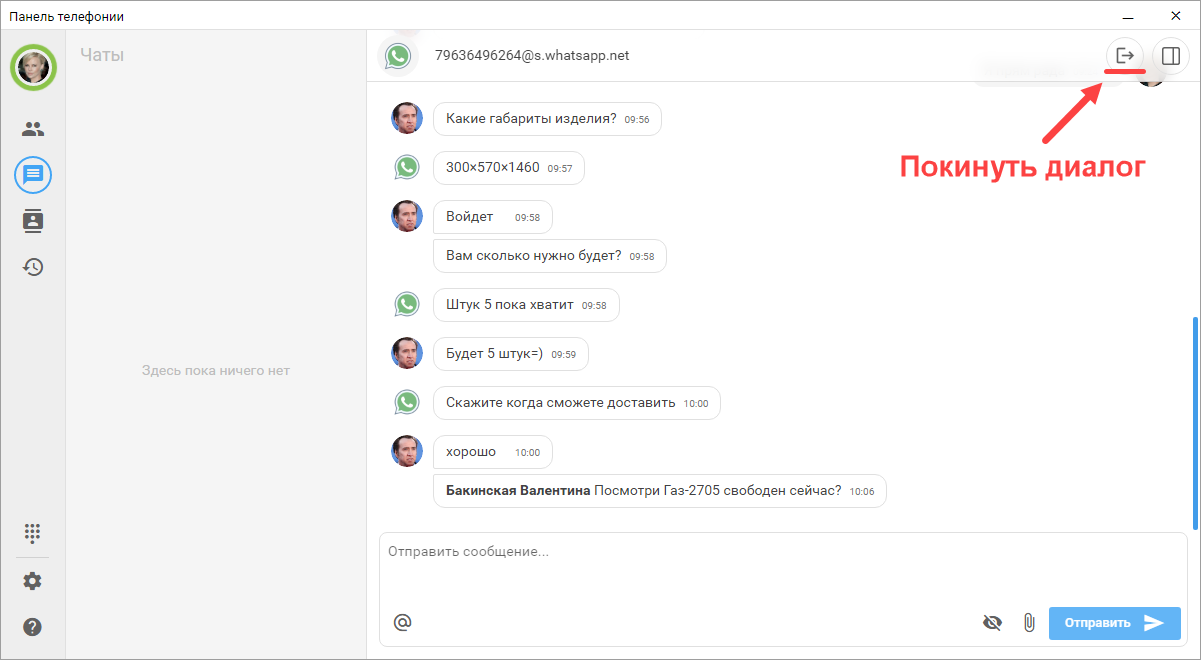 Панель телефонии
Чаты
79636496264@s.whatsapp.net
Какие габариты изделия? 09:56
Покинуть диалог
300×570×1460 09:57
Войдет 09:58
Вам сколько нужно будет? 09:58
Штук 5 пока хватит 09:58
Будет 5 штук=) 09:59
Здесь пока ничего нет
Скажите когда сможете доставить 10:00
хорошо 10:00
Бакинская Валентина Посмотри Газ-2705 свободен сейчас? 10:06
Отправить сообщение...
Отправить